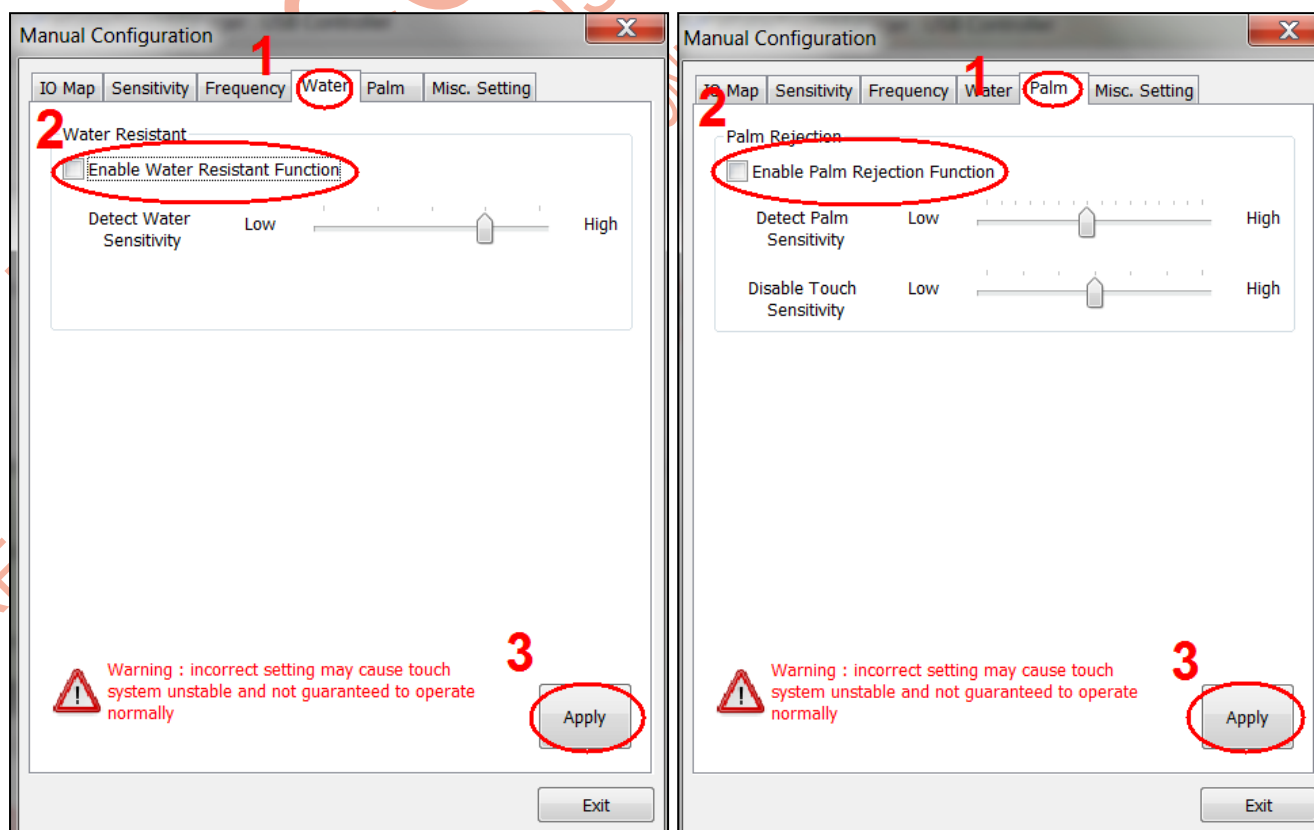 Manual Configuration
1
IO Map Sensitivity Frequency Water Palm Misc. Setting
2
Water Resistant
Enable Water Resistant Function
Detect Water
Sensitivity
Low
High
3
Warning : incorrect setting may cause touch
system unstable and not guaranteed to operate
normally
Apply
Exit
Manual Configuration
1
IO Map Sensitivity Frequency Water Palm Misc. Setting
2
Palm Rejection
Enable Palm Rejection Function
Detect Palm
Sensitivity
Low
High
Disable Touch
Sensitivity
Low
High
3
Warning : incorrect setting may cause touch
system unstable and not guaranteed to operate
normally
Apply
Exit